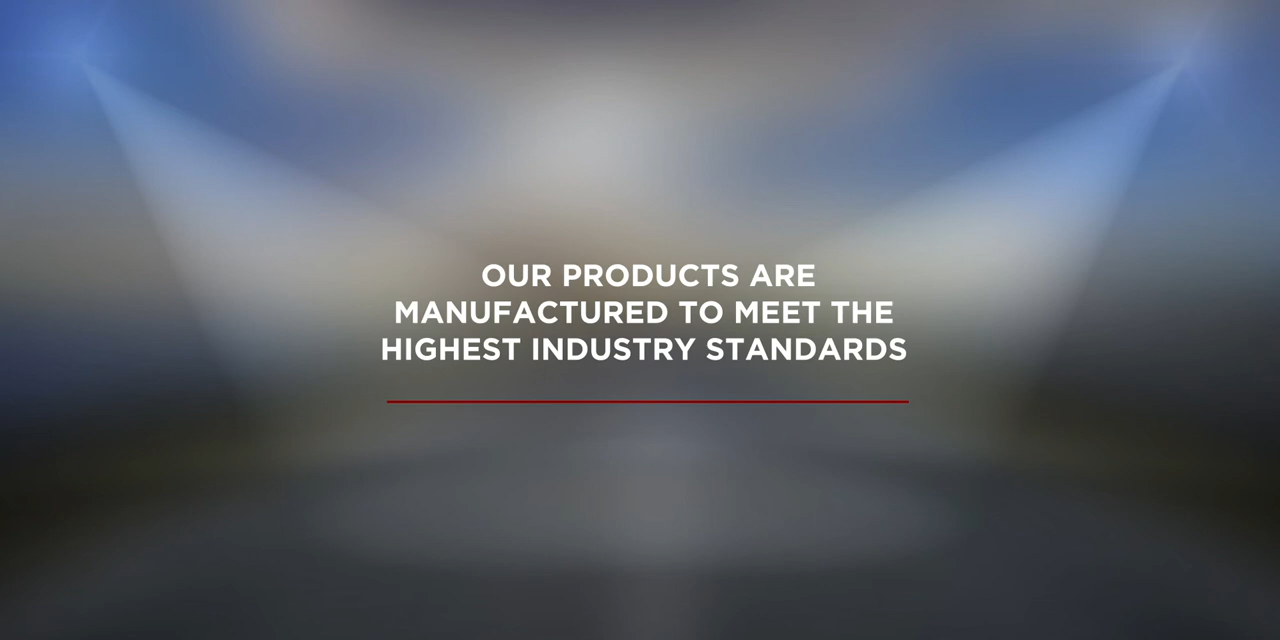 OUR PRODUCTS ARE
MANUFACTURED TO MEET THE
HIGHEST INDUSTRY STANDARDS